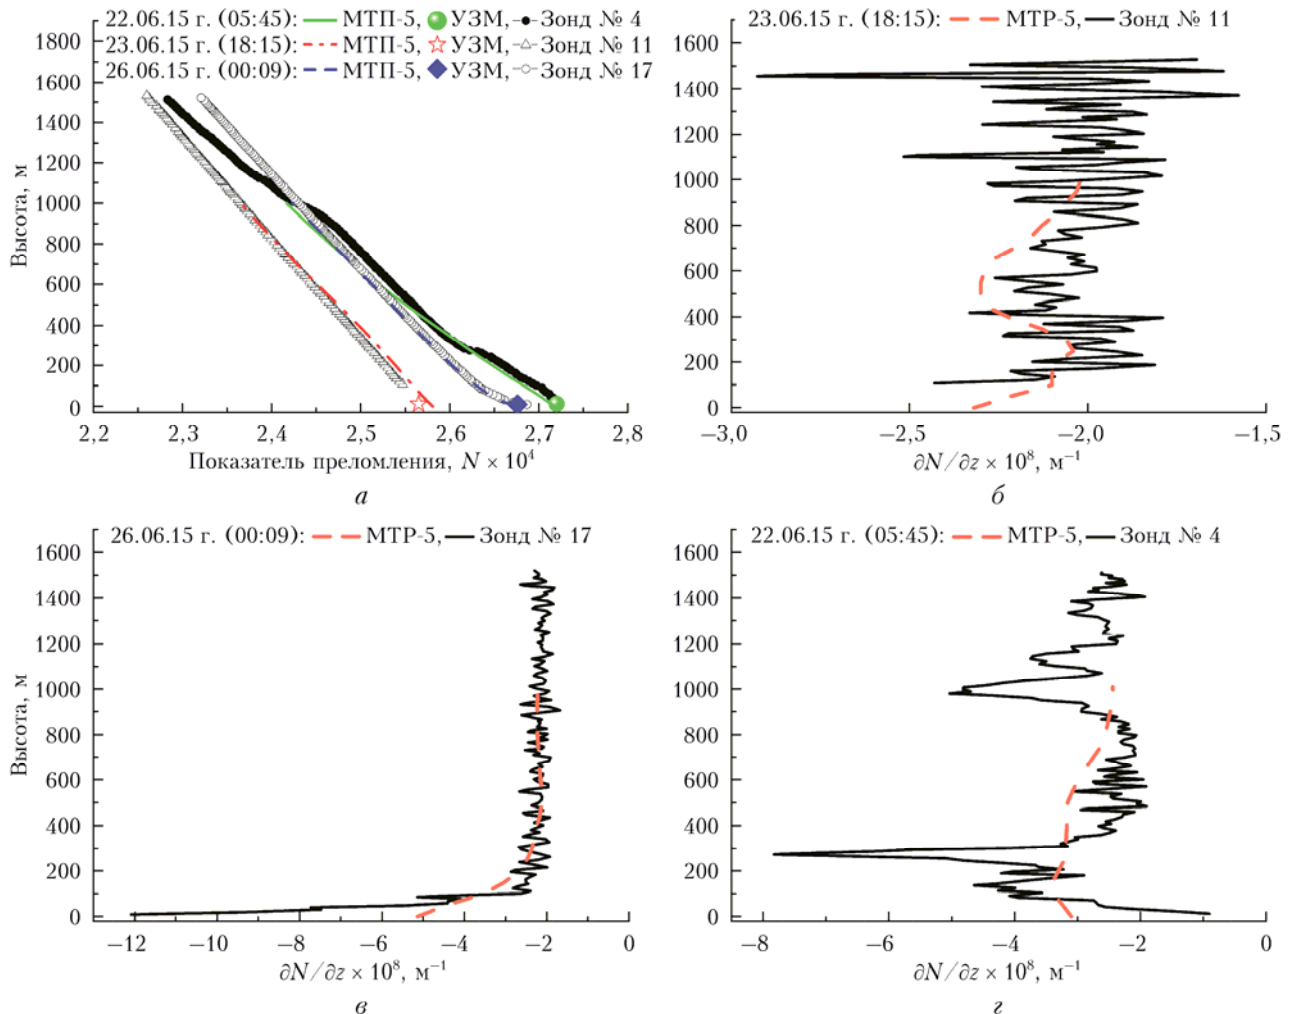 22.06.15 г. (05:45): МТП-5, УЗМ, Зонд № 4
23.06.15 г. (18:15): МТП-5, УЗМ, Зонд № 11
26.06.15 г. (00:09): МТП-5, УЗМ, Зонд № 17
Высота, м
1800
1600
1400
1200
1000
800
600
400
200
0
2,2 2,3 2,4 2,5 2,6 2,7 2,8
Показатель преломления, N × 10⁴
а
23.06.15 г. (18:15): МТР-5, Зонд № 11
1600
1400
1200
1000
800
600
400
200
0
−3,0 −2,5 −2,0 −1,5
∂N/∂z × 10⁸, м⁻¹
б
26.06.15 г. (00:09): МТР-5, Зонд № 17
Высота, м
1600
1400
1200
1000
800
600
400
200
0
−12 −10 −8 −6 −4 −2 0
∂N/∂z × 10⁸, м⁻¹
в
22.06.15 г. (05:45): МТР-5, Зонд № 4
1600
1400
1200
1000
800
600
400
200
0
−8 −6 −4 −2 0
∂N/∂z × 10⁸, м⁻¹
г